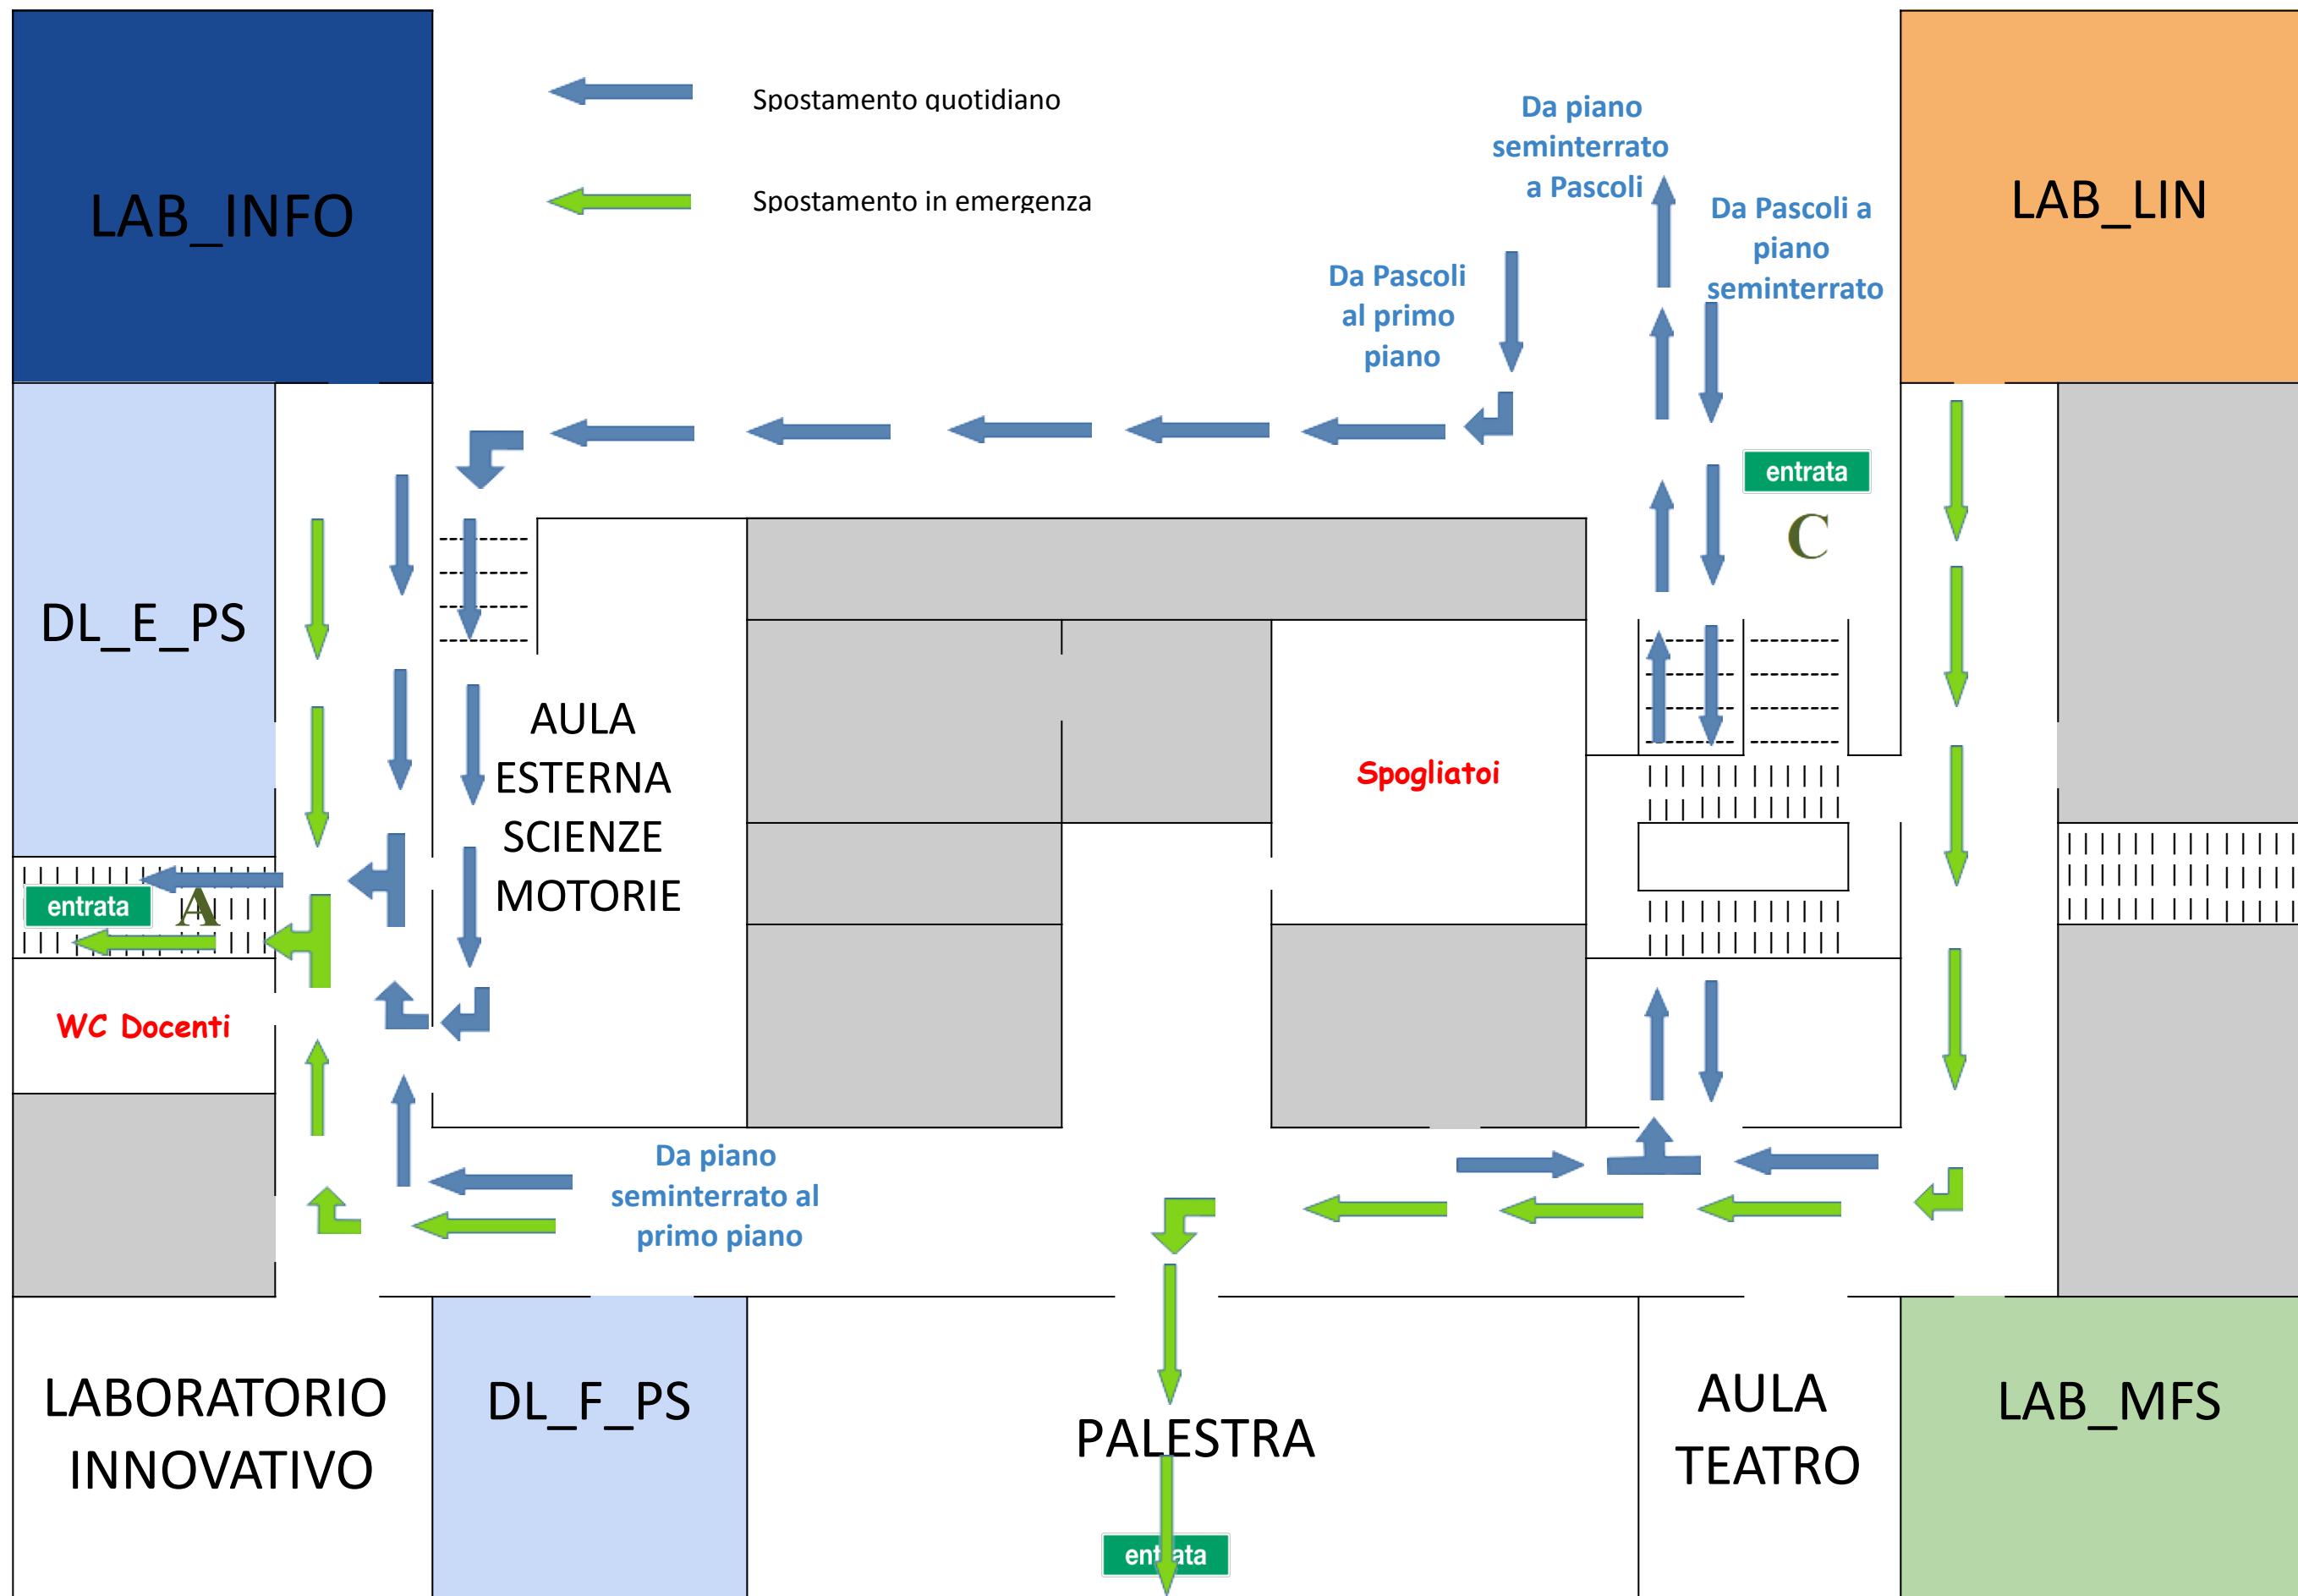 LAB_INFO
Spostamento quotidiano
Spostamento in emergenza
Da piano
seminterrato
a Pascoli
Da Pascoli a
piano
seminterrato
Da Pascoli
al primo
piano
LAB_LIN
entrata
C
DL_E_PS
AULA
ESTERNA
SCIENZE
MOTORIE
Spogliatoi
entrata
A
WC Docenti
Da piano
seminterrato al
primo piano
LABORATORIO
INNOVATIVO
DL_F_PS
PALESTRA
entrata
AULA
TEATRO
LAB_MFS